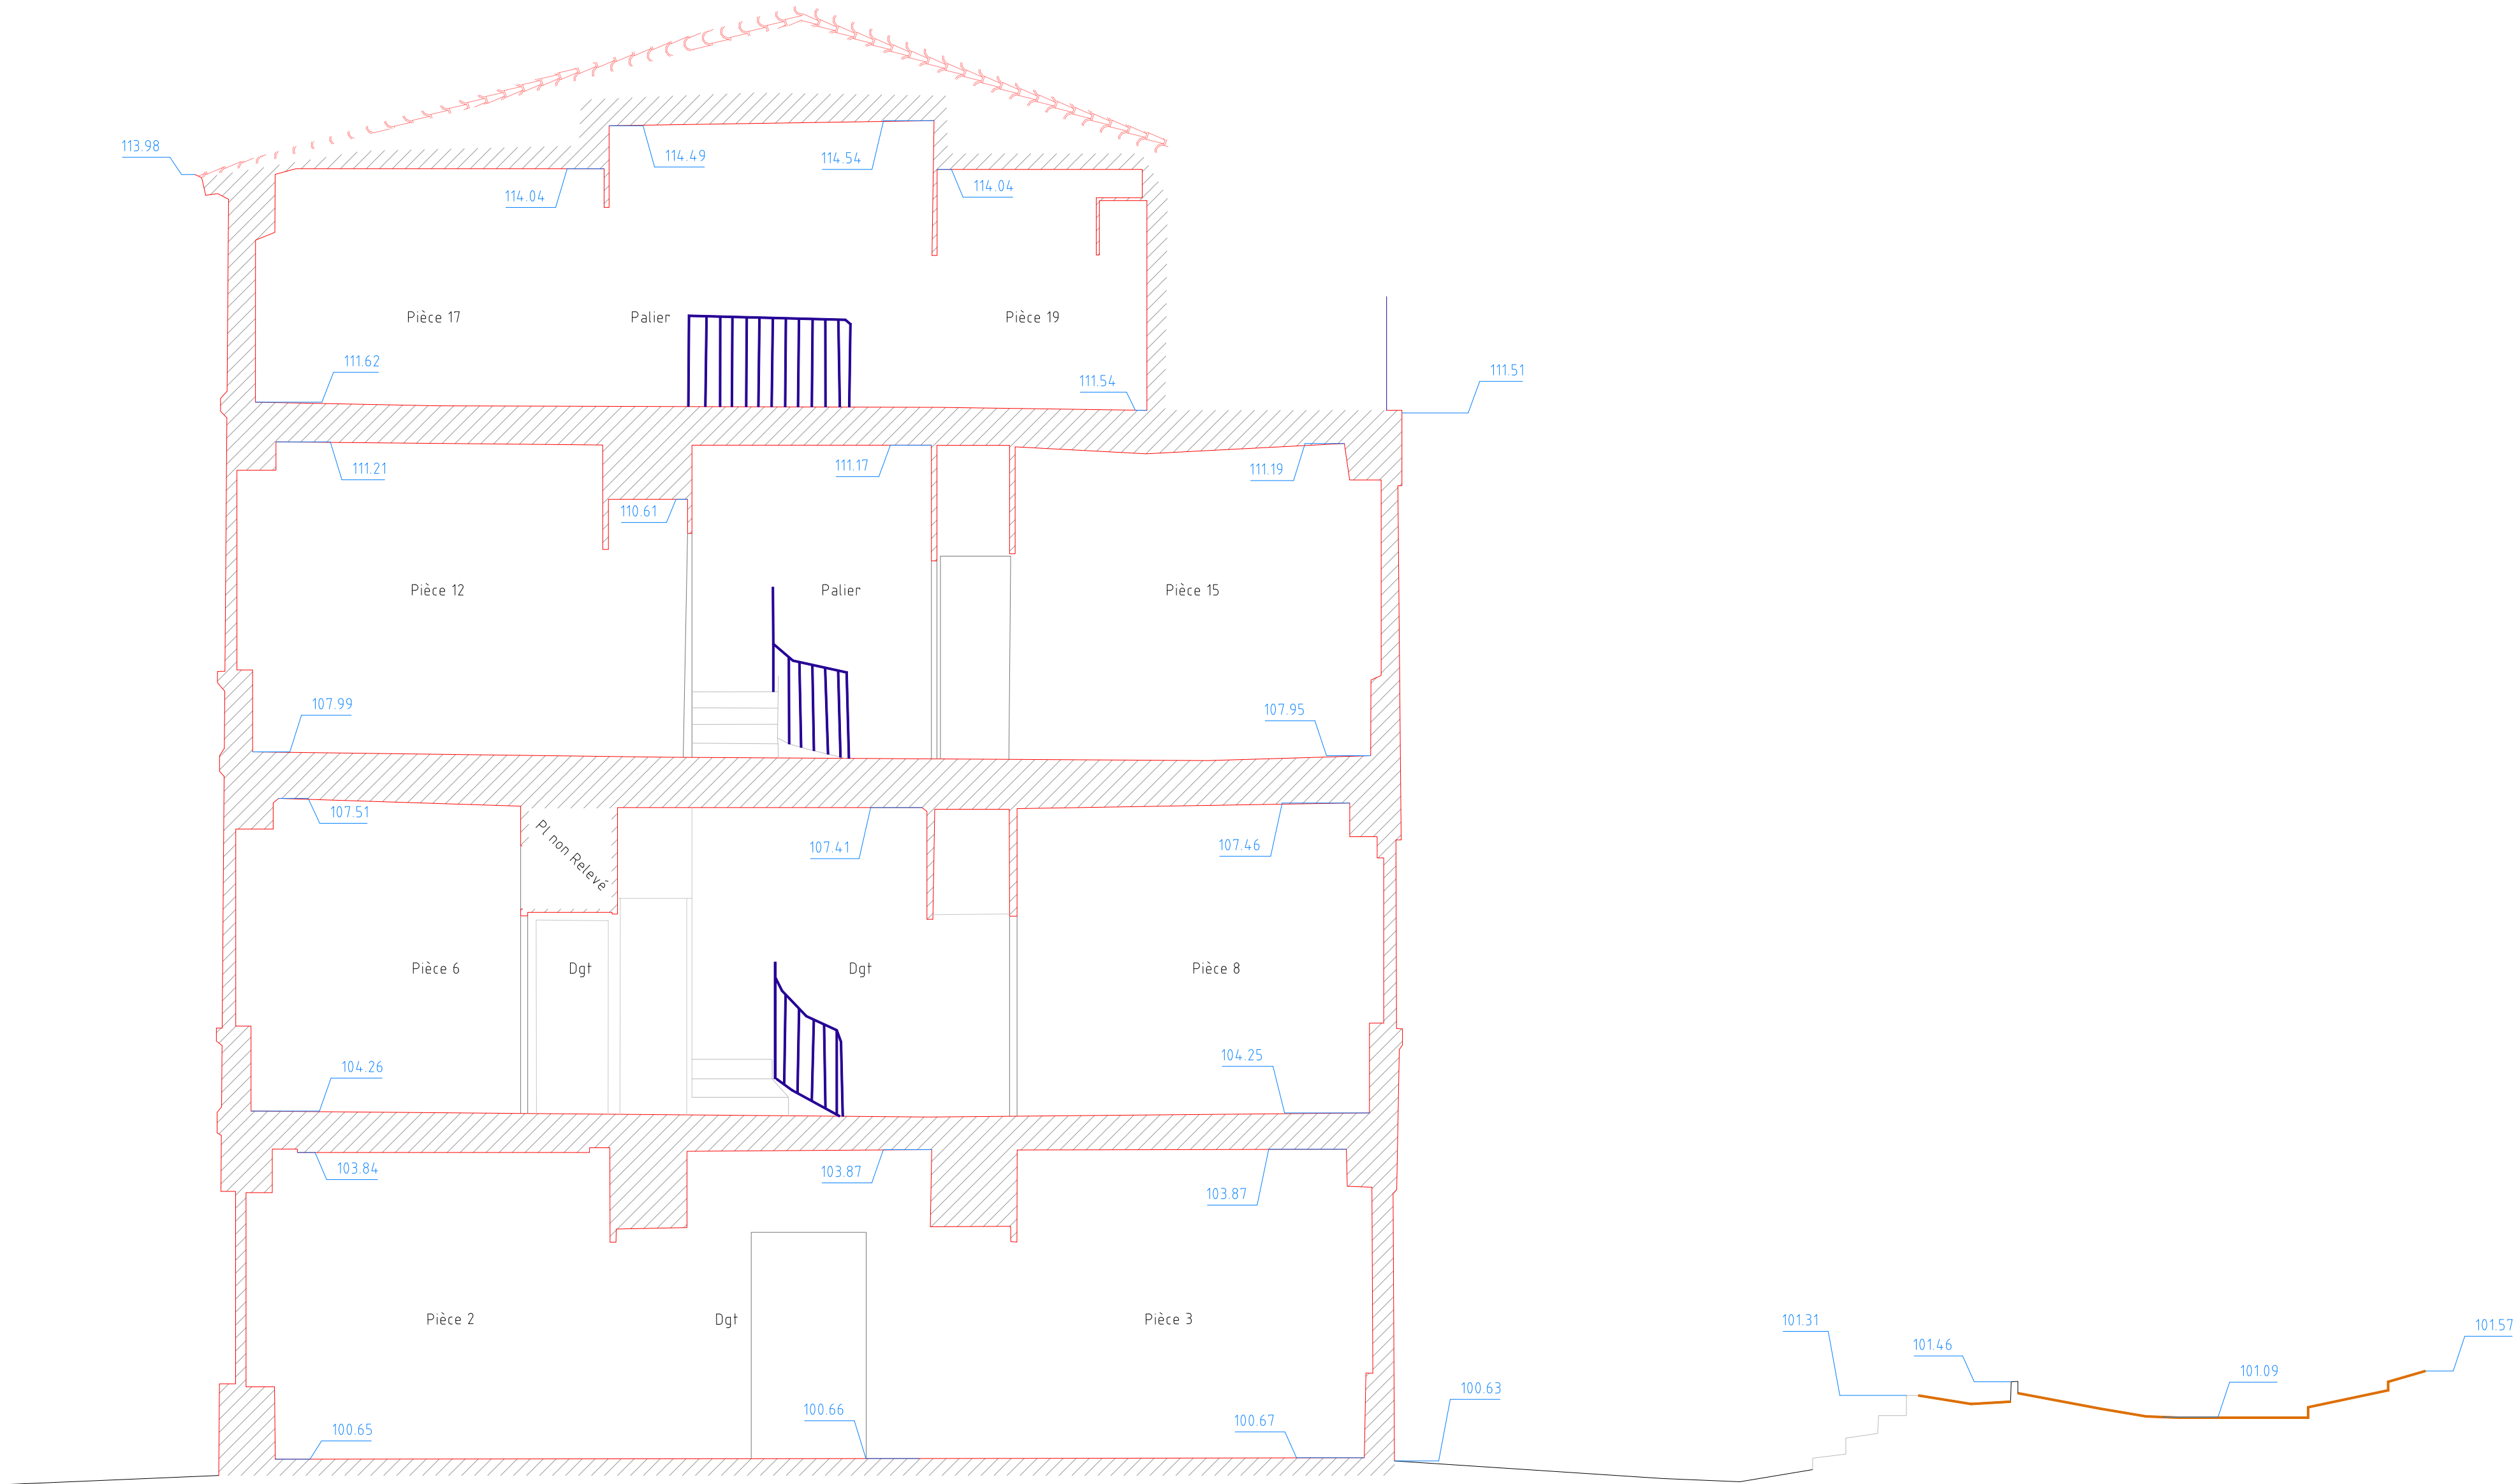 113.98
114.49
114.54
114.04
114.04
Pièce 17
Palier
Pièce 19
111.62
111.54
111.51
111.21
111.17
111.19
110.61
Pièce 12
Palier
Pièce 15
107.99
107.95
107.51
Pl non Relevé
107.41
107.46
Pièce 6
Dgt
Dgt
Pièce 8
104.26
104.25
103.84
103.87
103.87
Pièce 2
Dgt
Pièce 3
101.31
101.46
101.09
101.57
100.65
100.66
100.67
100.63